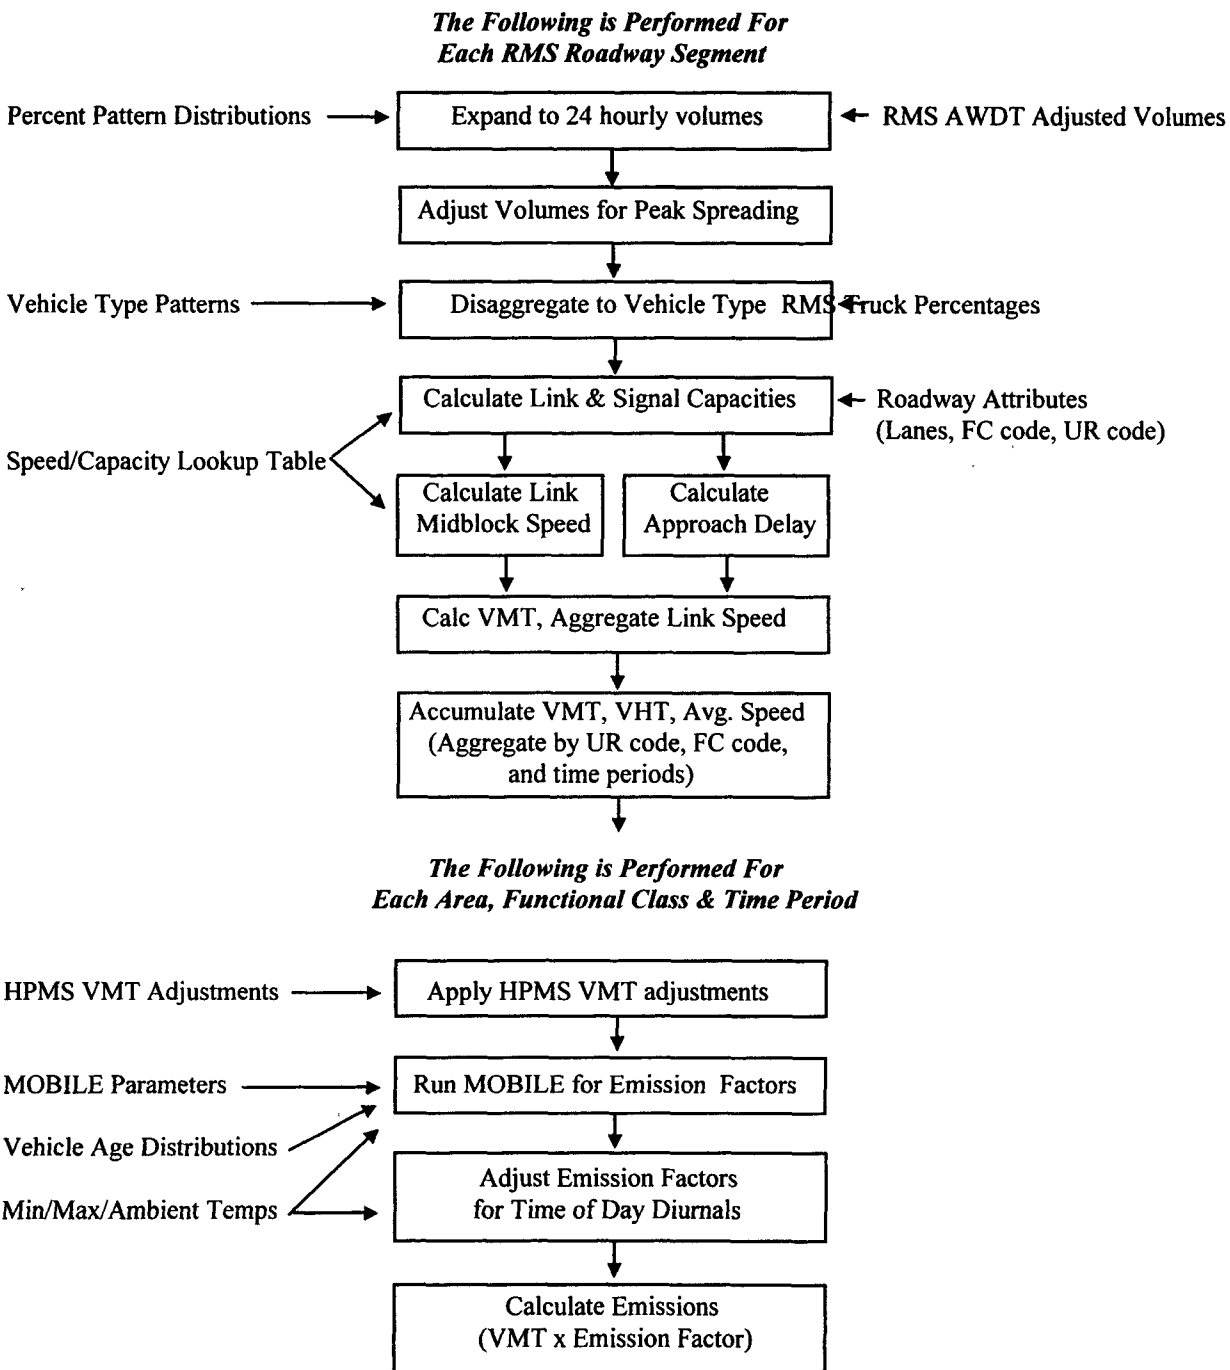 The Following is Performed For
Each RMS Roadway Segment
Percent Pattern Distributions
Expand to 24 hourly volumes
RMS AWDT Adjusted Volumes
Adjust Volumes for Peak Spreading
Vehicle Type Patterns
Disaggregate to Vehicle Type
RMS Truck Percentages
Calculate Link & Signal Capacities
Roadway Attributes
(Lanes, FC code, UR code)
Speed/Capacity Lookup Table
Calculate Link
Midblock Speed
Calculate
Approach Delay
Calc VMT, Aggregate Link Speed
Accumulate VMT, VHT, Avg. Speed
(Aggregate by UR code, FC code,
and time periods)
The Following is Performed For
Each Area, Functional Class & Time Period
HPMS VMT Adjustments
Apply HPMS VMT adjustments
MOBILE Parameters
Run MOBILE for Emission Factors
Vehicle Age Distributions
Min/Max/Ambient Temps
Adjust Emission Factors
for Time of Day Diurnals
Calculate Emissions
(VMT x Emission Factor)